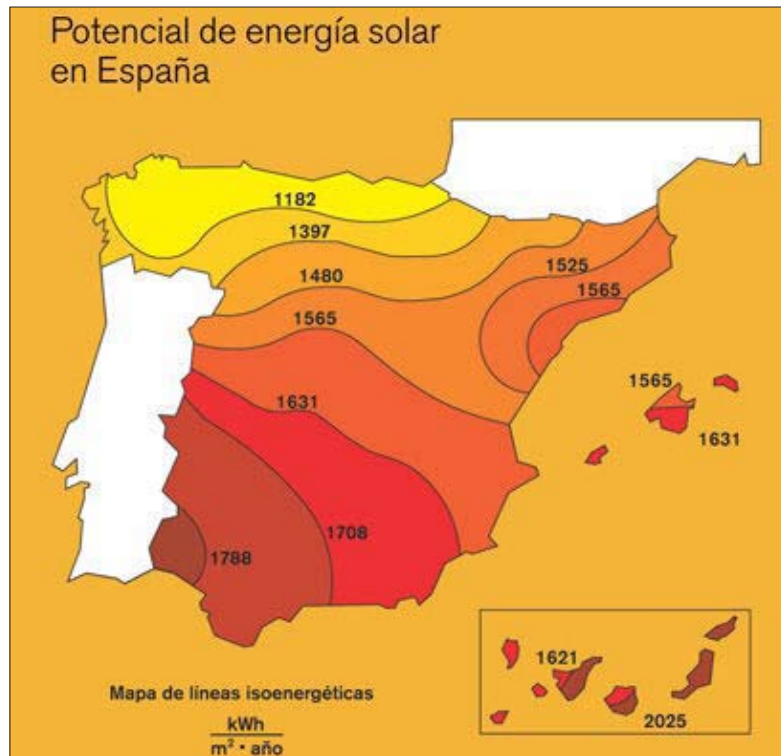 Potencial de energía solar
en España
1182
1397
1480
1525
1565
1565
1565
1631
1631
1708
1788
1621
2025
Mapa de líneas isoenergéticas
kWh
m² · año